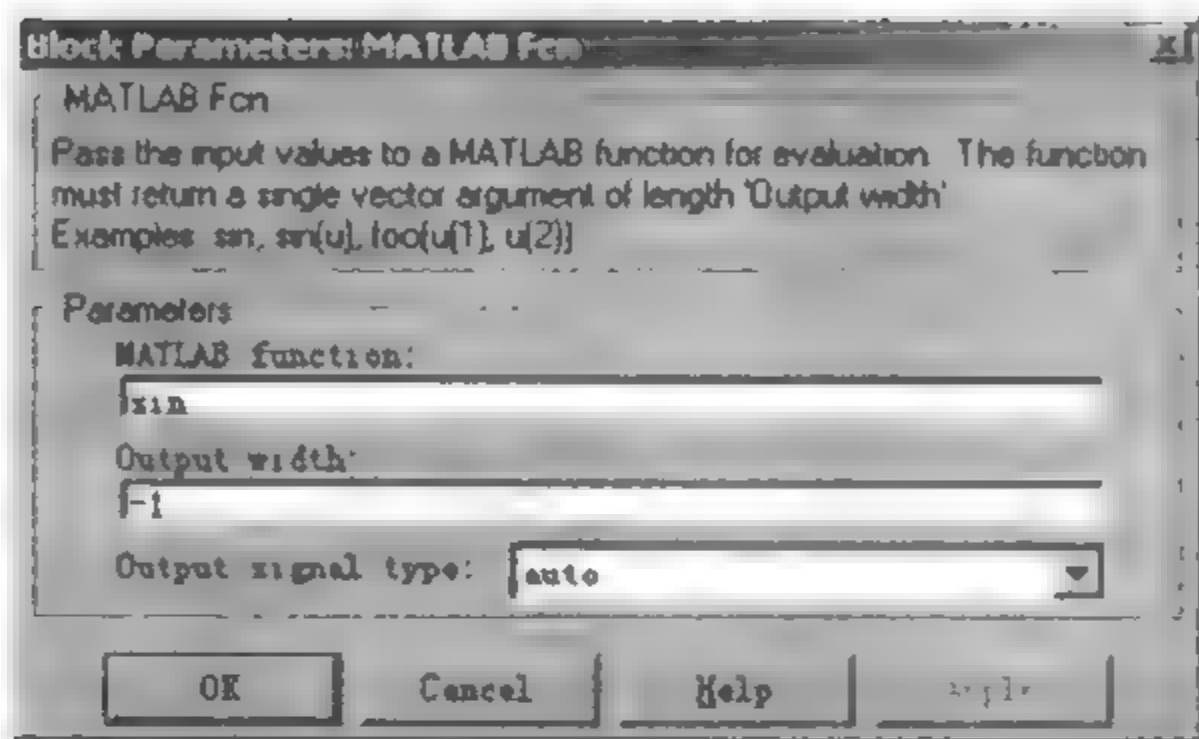 Block Parameters: MATLAB Fcn
MATLAB Fcn
Pass the input values to a MATLAB function for evaluation. The function
must return a single vector argument of length 'Output width'
Examples: sin, sin(u), foo(u(1), u(2))
Parameters
MATLAB function:
sin
Output width:
-1
Output signal type:
auto
OK
Cancel
Help
Apply